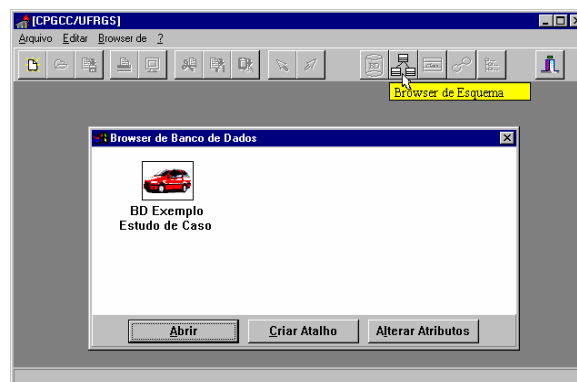 [CPGCC/UFRGS]
Arquivo Editar Browser de ?
Browser de Esquema
Browser de Banco de Dados
BD Exemplo
Estudo de Caso
Abrir Criar Atalho Alterar Atributos